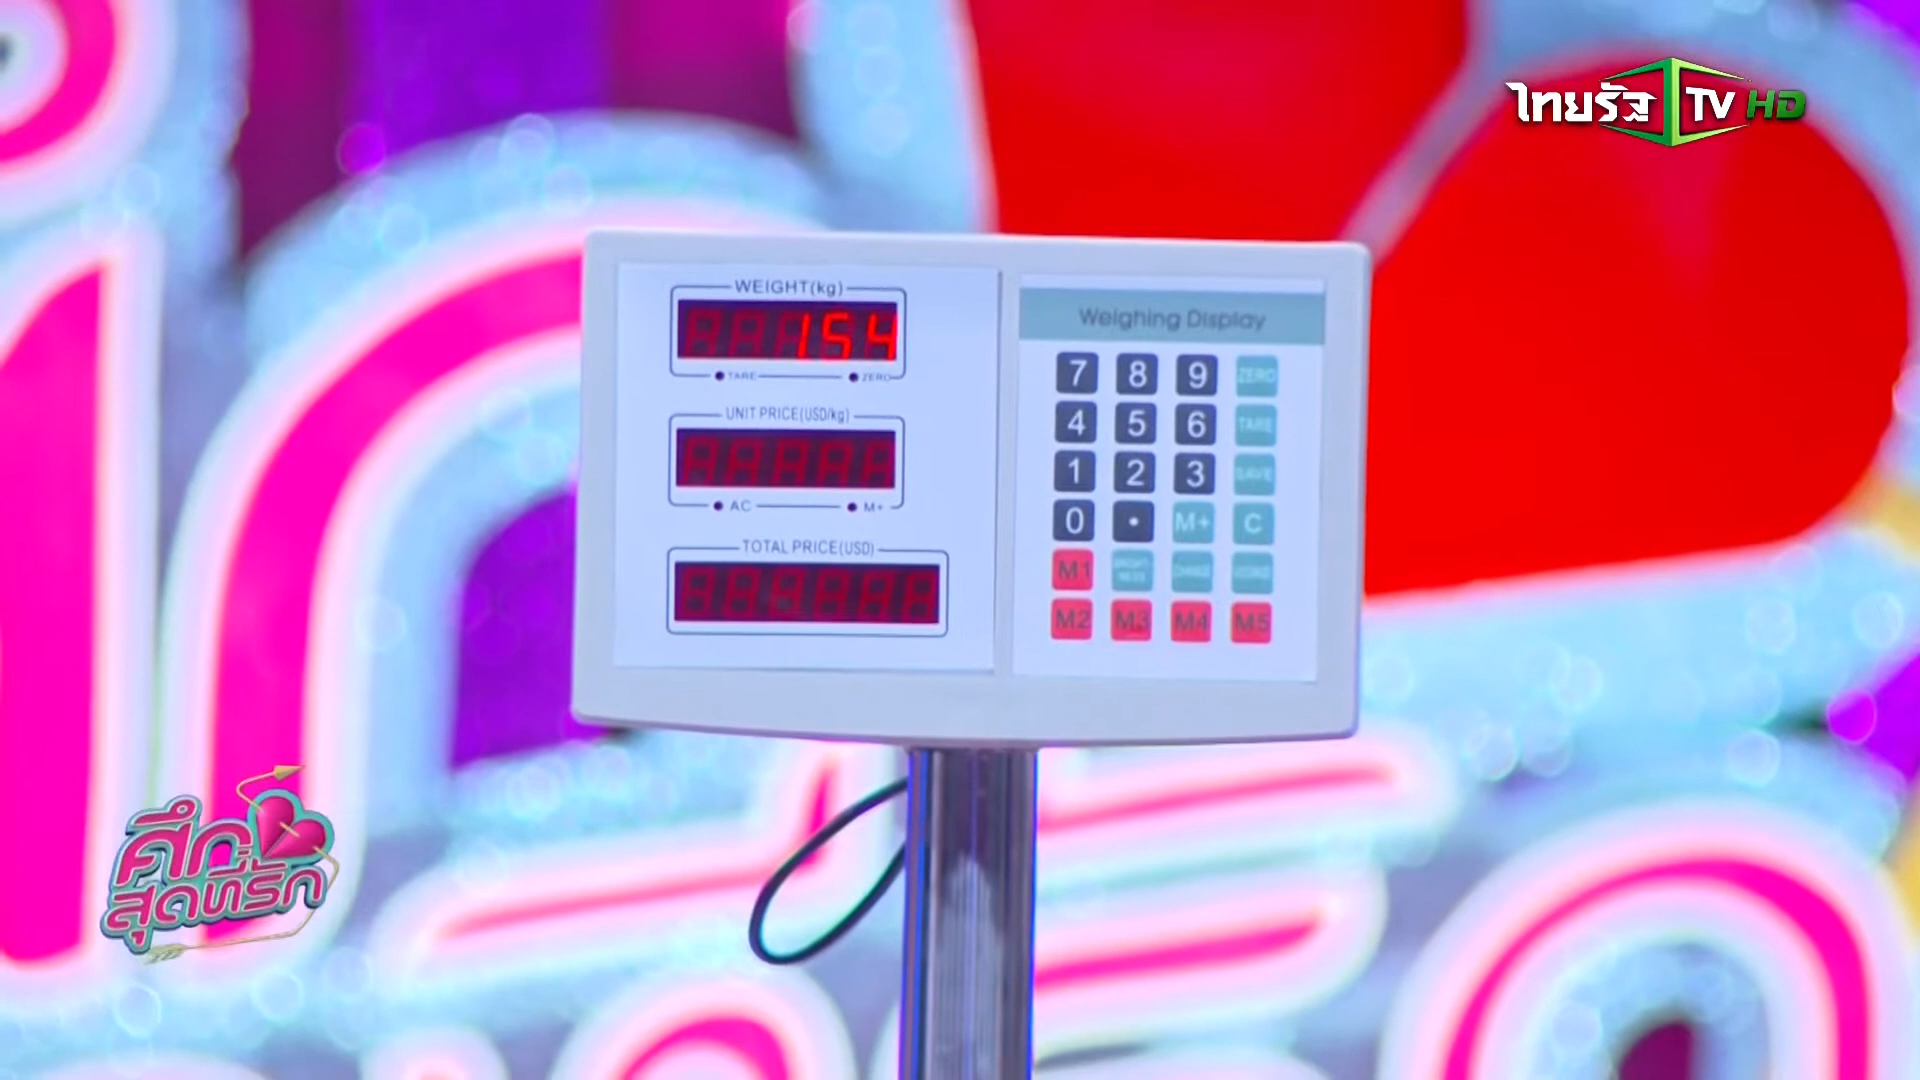 ไทยรัฐ TV HD
WEIGHT(kg)
154
TARE ZERO
UNIT PRICE(USD/kg)
AC M+
TOTAL PRICE(USD)
Weighing Display
7 8 9 ZERO
4 5 6 TARE
1 2 3 SAVE
0 . M+ C
M1
M2 M3 M4 M5
ศึกสุดที่รัก